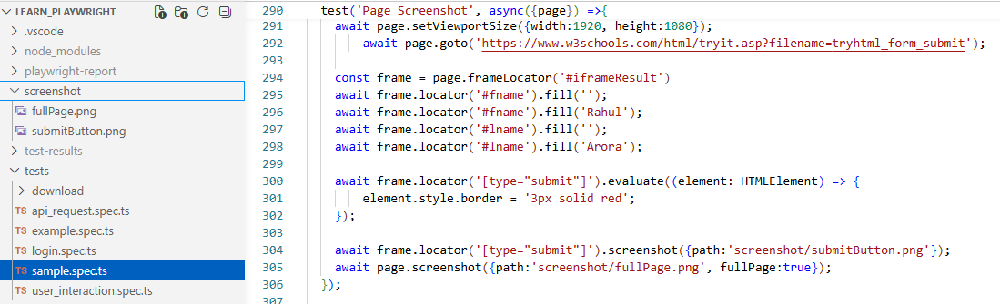 LEARN_PLAYWRIGHT
.vscode
node_modules
playwright-report
screenshot
fullPage.png
submitButton.png
test-results
tests
download
TS api_request.spec.ts
TS example.spec.ts
TS login.spec.ts
TS sample.spec.ts
TS user_interaction.spec.ts
290 test('Page Screenshot', async({page}) =>{
291 await page.setViewportSize({width:1920, height:1080});
292 await page.goto('https://www.w3schools.com/html/tryit.asp?filename=tryhtml_form_submit');
293
294 const frame = page.frameLocator('#iframeResult')
295 await frame.locator('#fname').fill('');
296 await frame.locator('#fname').fill('Rahul');
297 await frame.locator('#lname').fill('');
298 await frame.locator('#lname').fill('Arora');
299
300 await frame.locator('[type="submit"]').evaluate((element: HTMLElement) => {
301 element.style.border = '3px solid red';
302 });
303
304 await frame.locator('[type="submit"]').screenshot({path:'screenshot/submitButton.png'});
305 await page.screenshot({path:'screenshot/fullPage.png', fullPage:true});
306 });
307